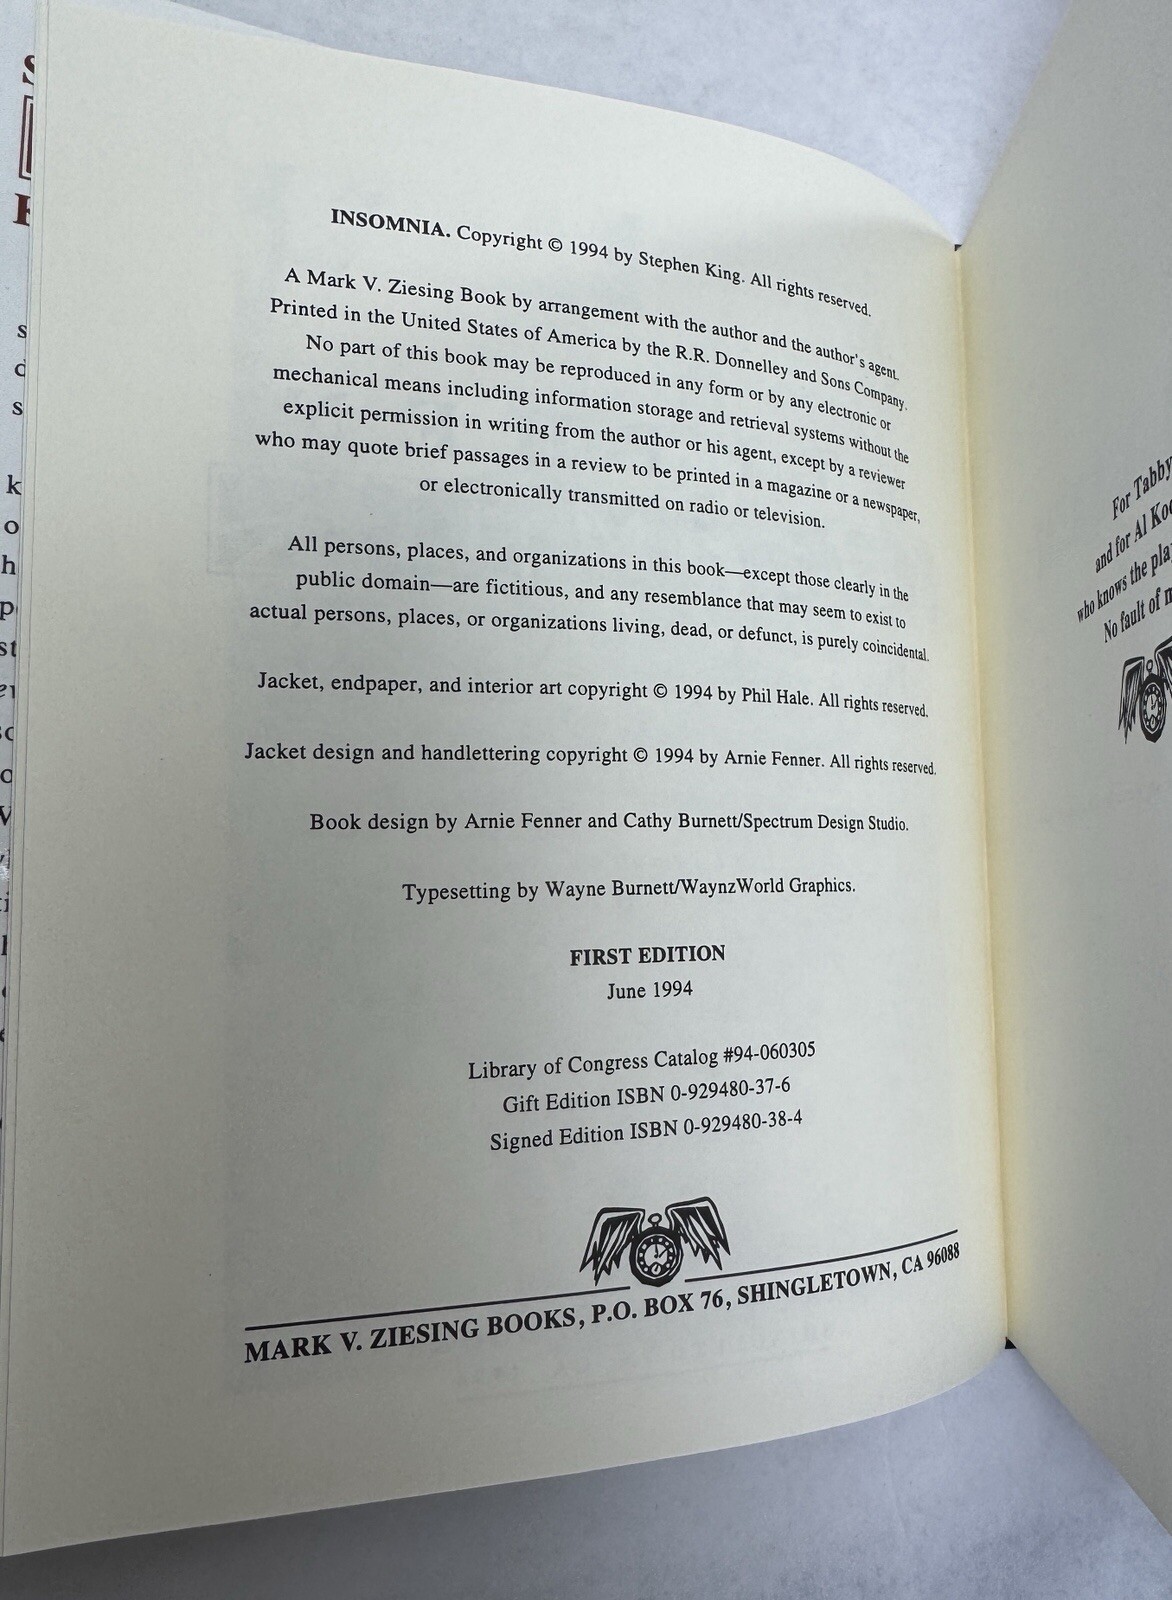 INSOMNIA. Copyright © 1994 by Stephen King. All rights reserved.
A Mark V. Ziesing Book by arrangement with the author and the author's agent.
Printed in the United States of America by the R.R. Donnelley and Sons Company.
No part of this book may be reproduced in any form or by any electronic or
mechanical means including information storage and retrieval systems without the
explicit permission in writing from the author or his agent, except by a reviewer
who may quote brief passages in a review to be printed in a magazine or a newspaper,
or electronically transmitted on radio or television.
All persons, places, and organizations in this book—except those clearly in the
public domain—are fictitious, and any resemblance that may seem to exist to
actual persons, places, or organizations living, dead, or defunct, is purely coincidental.
Jacket, endpaper, and interior art copyright © 1994 by Phil Hale. All rights reserved.
Jacket design and handlettering copyright © 1994 by Arnie Fenner. All rights reserved.
Book design by Arnie Fenner and Cathy Burnett/Spectrum Design Studio.
Typesetting by Wayne Burnett/WaynzWorld Graphics.
FIRST EDITION
June 1994
Library of Congress Catalog #94-060305
Gift Edition ISBN 0-929480-37-6
Signed Edition ISBN 0-929480-38-4
MARK V. ZIESING BOOKS, P.O. BOX 76, SHINGLETOWN, CA 96088
For Tabby
and for Al
who knows the
No fault of